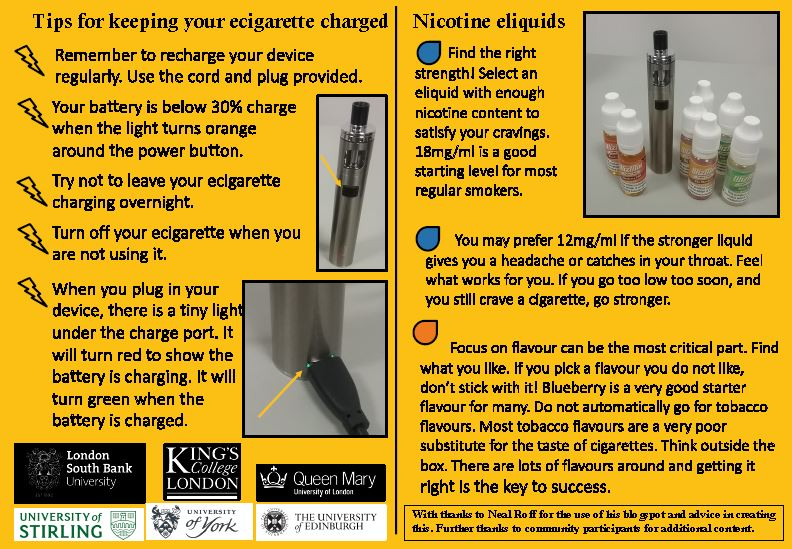 Tips for keeping your ecigarette charged
Remember to recharge your device
regularly. Use the cord and plug provided.
Your battery is below 30% charge
when the light turns orange
around the power button.
Try not to leave your ecigarette
charging overnight.
Turn off your ecigarette when you
are not using it.
When you plug in your
device, there is a tiny light
under the charge port. It
will turn red to show the
battery is charging. It will
turn green when the
battery is charged.
London
South Bank
University
EST 1892
KING'S
College
LONDON
Queen Mary
University of London
UNIVERSITY of
STIRLING
UNIVERSITY
of York
THE UNIVERSITY
of EDINBURGH
Nicotine eliquids
Find the right
strength! Select an
eliquid with enough
nicotine content to
satisfy your cravings.
18mg/ml is a good
starting level for most
regular smokers.
You may prefer 12mg/ml if the stronger liquid
gives you a headache or catches in your throat. Feel
what works for you. If you go too low too soon, and
you still crave a cigarette, go stronger.
Focus on flavour can be the most critical part. Find
what you like. If you pick a flavour you do not like,
don't stick with it! Blueberry is a very good starter
flavour for many. Do not automatically go for tobacco
flavours. Most tobacco flavours are a very poor
substitute for the taste of cigarettes. Think outside the
box. There are lots of flavours around and getting it
right is the key to success.
With thanks to Neal Roff for the use of his blogspot and advice in creating
this. Further thanks to community participants for additional content.